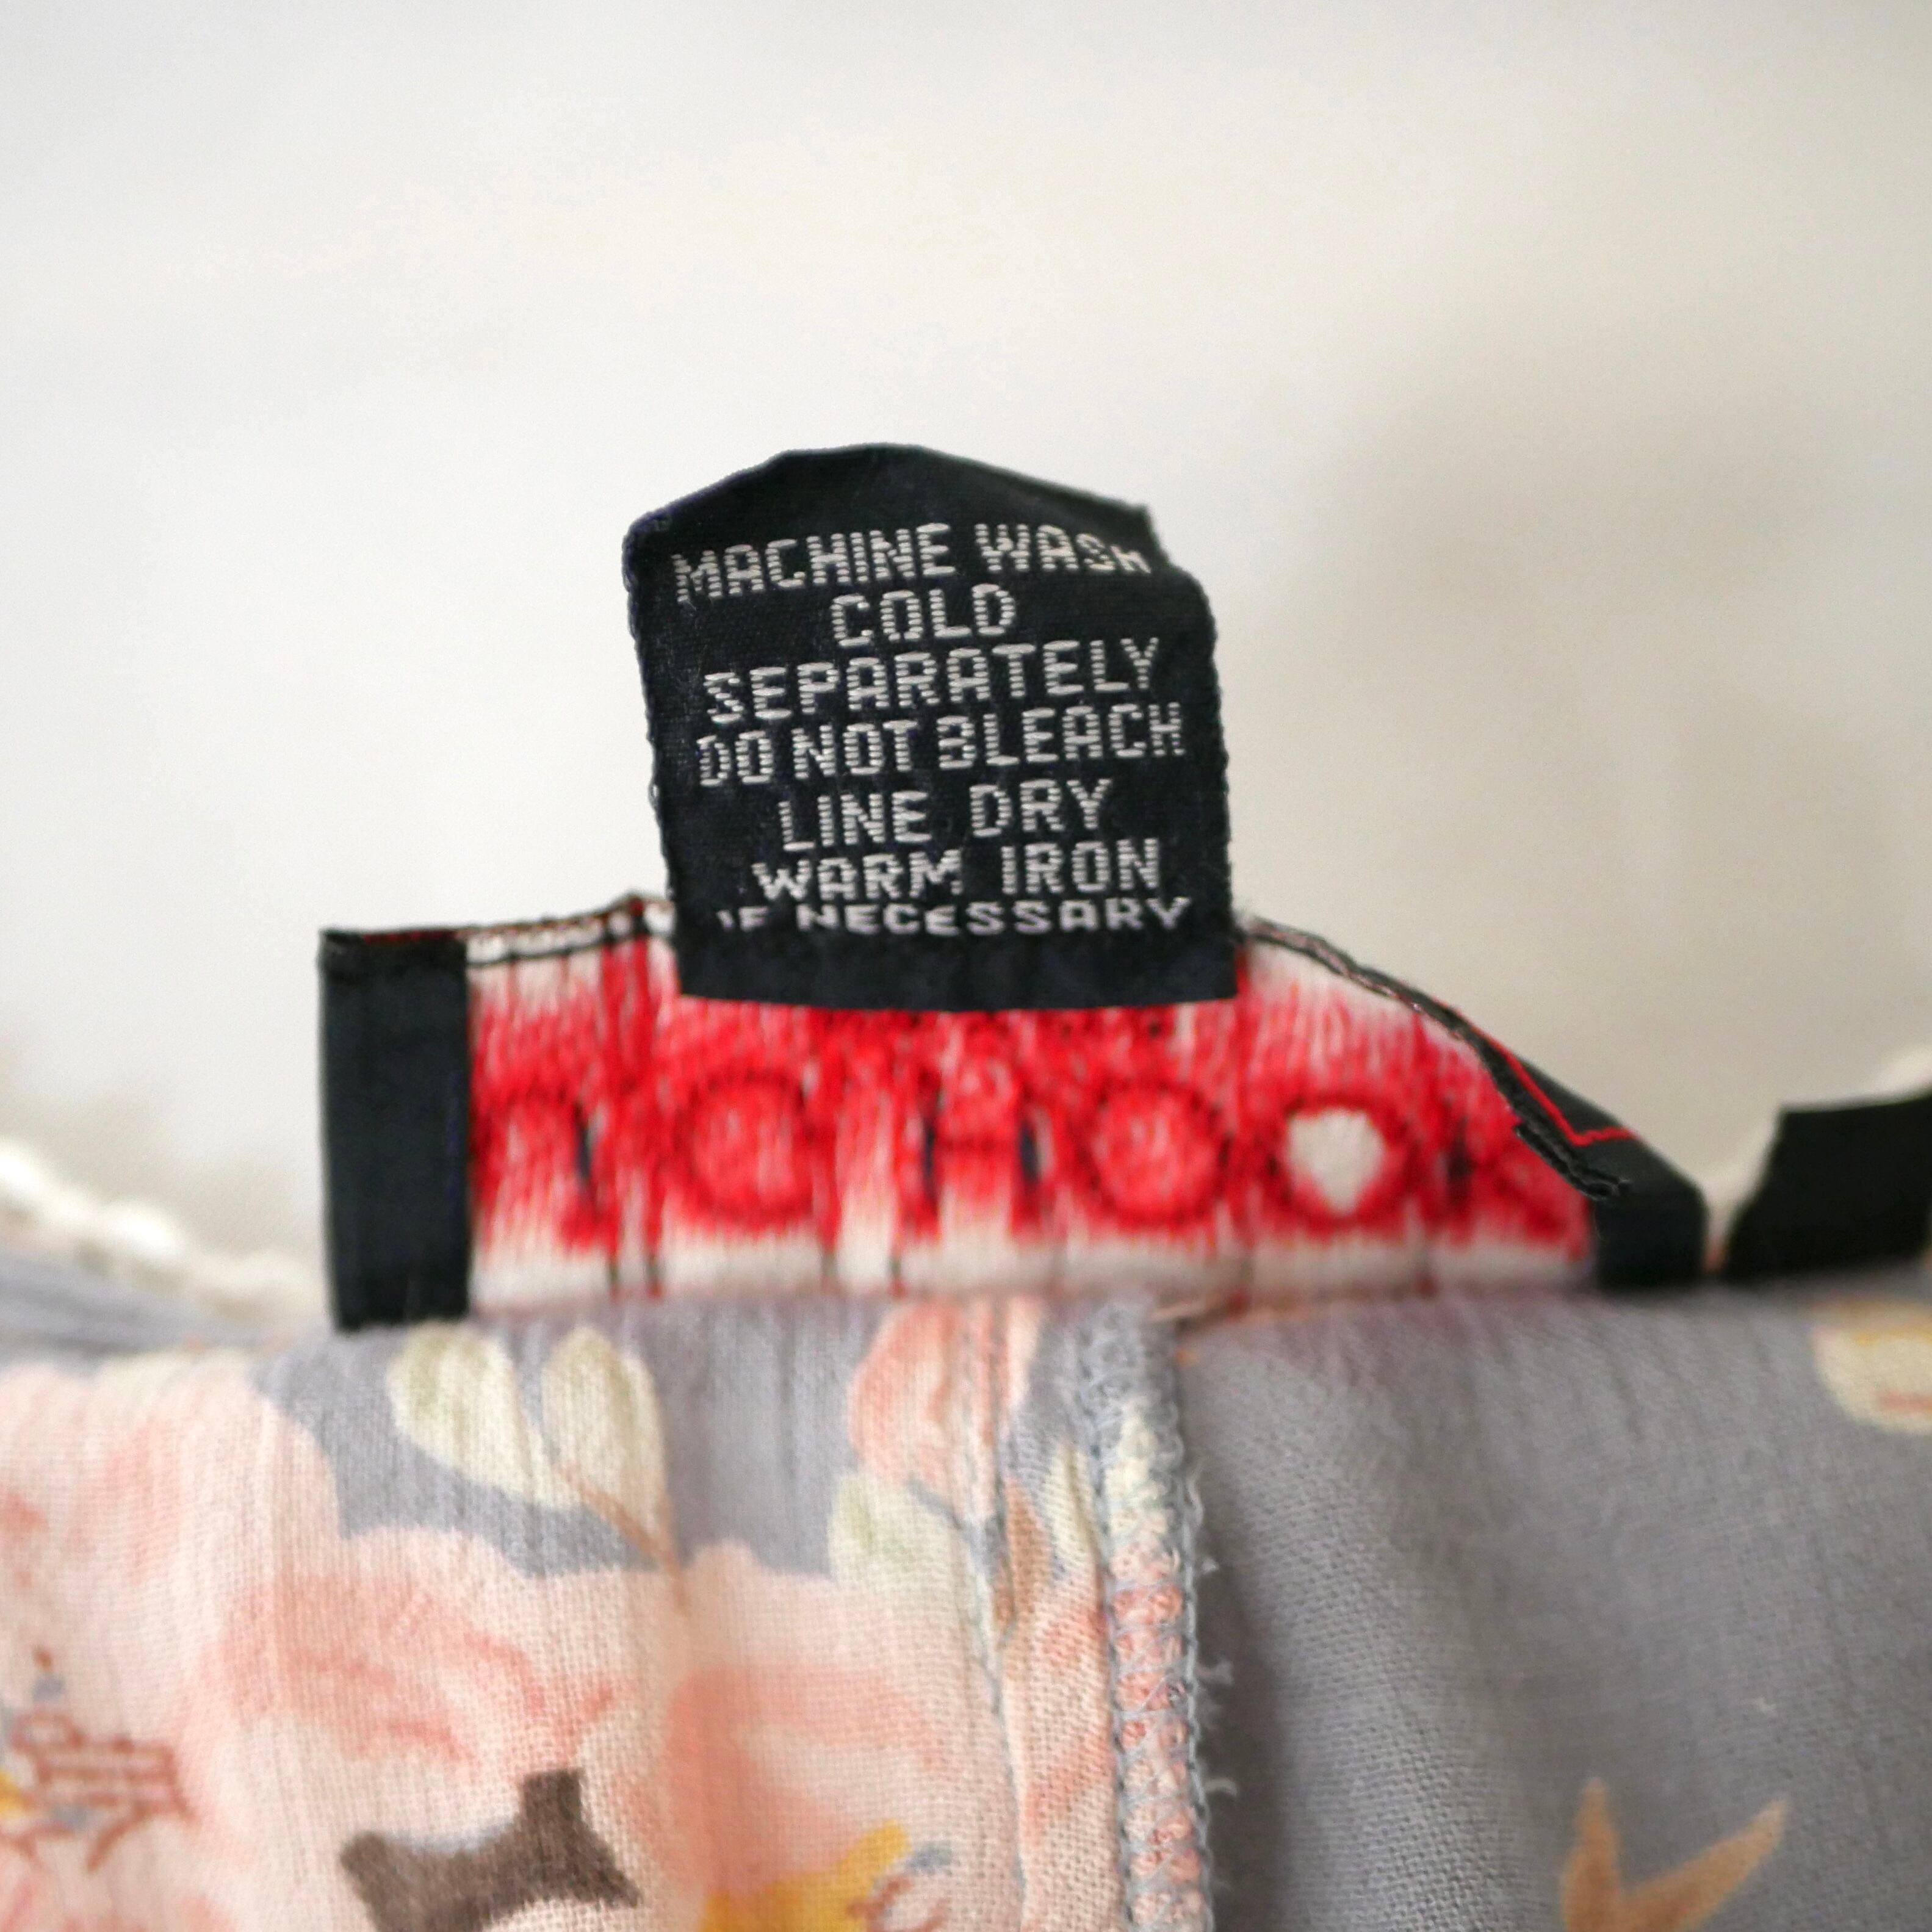 MACHINE WASH
COLD
SEPARATELY
DO NOT BLEACH
LINE DRY
WARM IRON
IF NECESSARY